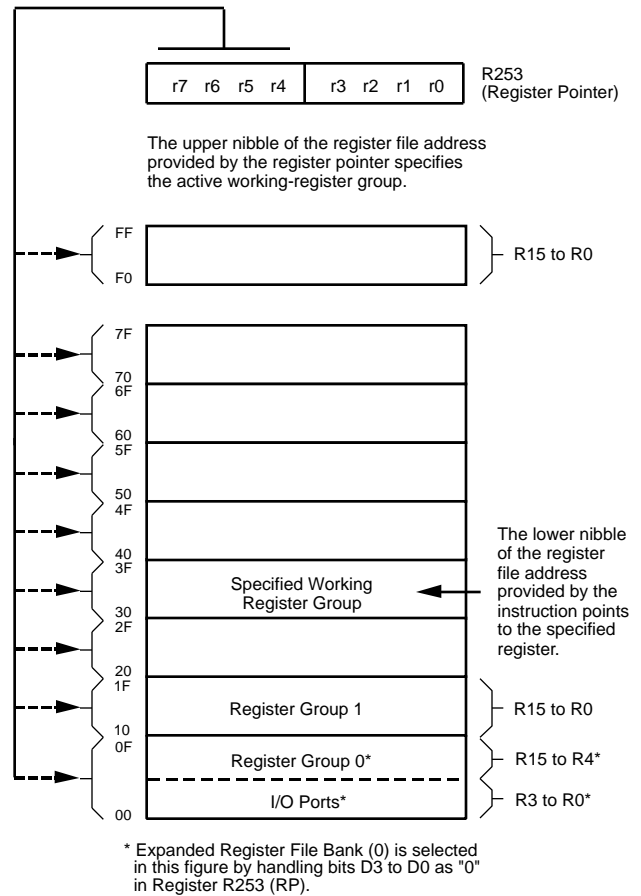 r7 r6 r5 r4 r3 r2 r1 r0
R253
(Register Pointer)
The upper nibble of the register file address
provided by the register pointer specifies
the active working-register group.
FF
F0
R15 to R0
7F
70
6F
60
5F
50
4F
40
3F
Specified Working
Register Group
30
The lower nibble
of the register
file address
provided by the
instruction points
to the specified
register.
2F
20
1F
Register Group 1
R15 to R0
10
0F
Register Group 0*
R15 to R4*
I/O Ports*
R3 to R0*
00
* Expanded Register File Bank (0) is selected
in this figure by handling bits D3 to D0 as "0"
in Register R253 (RP).